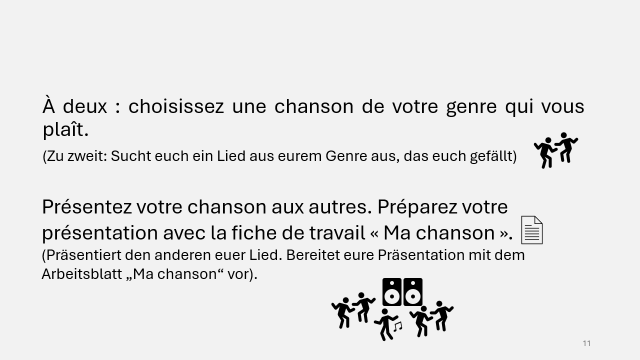 À deux : choisissez une chanson de votre genre qui vous
plaît.
(Zu zweit: Sucht euch ein Lied aus eurem Genre aus, das euch gefällt)
Présentez votre chanson aux autres. Préparez votre
présentation avec la fiche de travail « Ma chanson ».
(Präsentiert den anderen euer Lied. Bereitet eure Präsentation mit dem
Arbeitsblatt „Ma chanson“ vor).
11